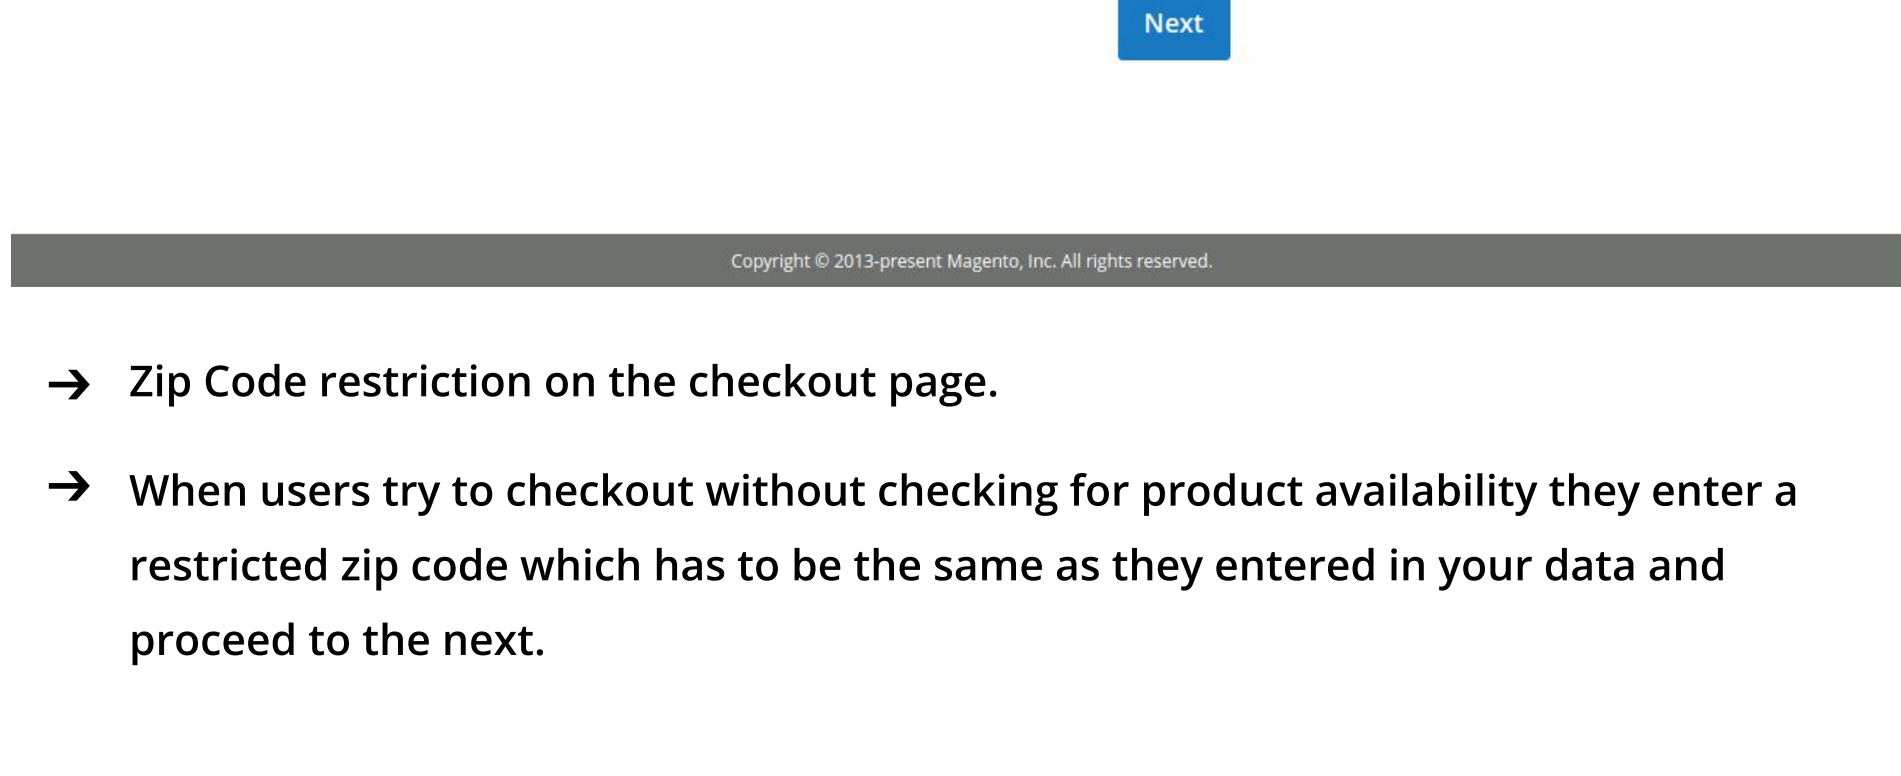 Next
Copyright © 2013-present Magento, Inc. All rights reserved.
→ Zip Code restriction on the checkout page.
→ When users try to checkout without checking for product availability they enter a
restricted zip code which has to be the same as they entered in your data and
proceed to the next.